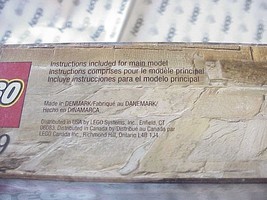 Instructions included for main model
Instructions comprises pour le modèle principal
Incluye instrucciones para el modelo principal
GO
Made in: DENMARK/Fabriqué au DANEMARK/
Hecho en DINAMARCA
9
Distributed in USA by LEGO Systems, Inc., Enfield, CT
06083. Distributed in Canada by/Distribué au Canada par
LEGO Canada Inc., Richmond Hill, Ontario L4B 1Y4